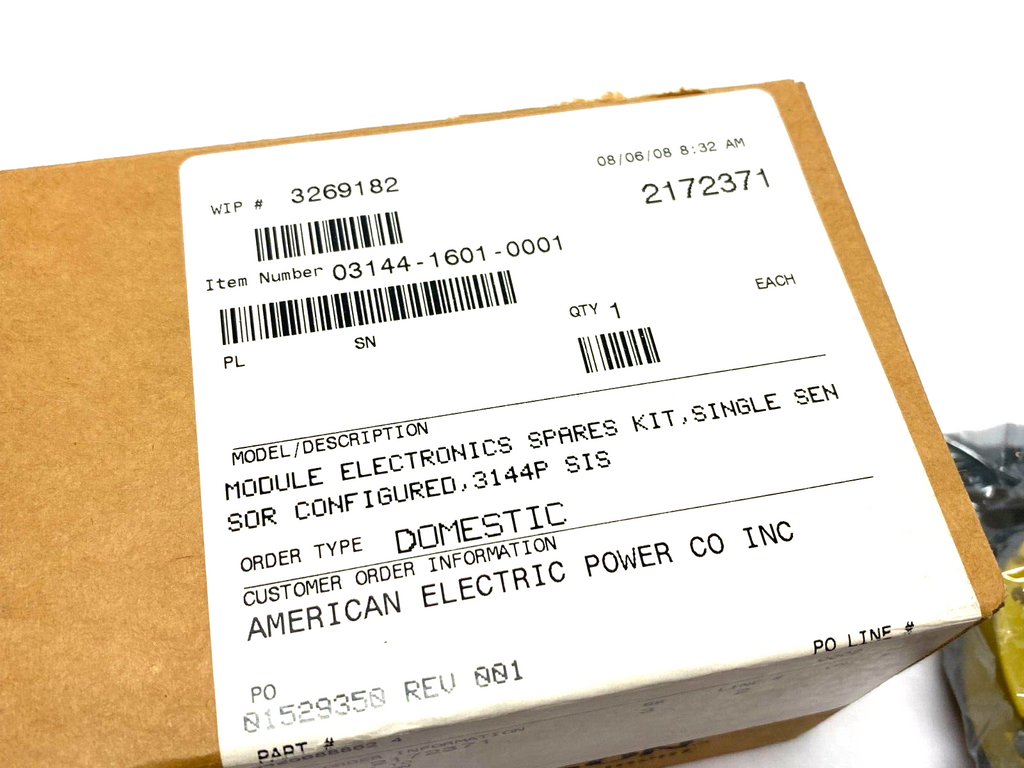 08/06/08 8:32 AM
WIP # 3269182
2172371
Item Number 03144-1601-0001
PL
SN
QTY 1
EACH
MODEL/DESCRIPTION
MODULE ELECTRONICS SPARES KIT,SINGLE SEN
SOR CONFIGURED,3144P SIS
ORDER TYPE DOMESTIC
CUSTOMER ORDER INFORMATION
AMERICAN ELECTRIC POWER CO INC
PO
PO LINE #
01529350 REV 001
PART #